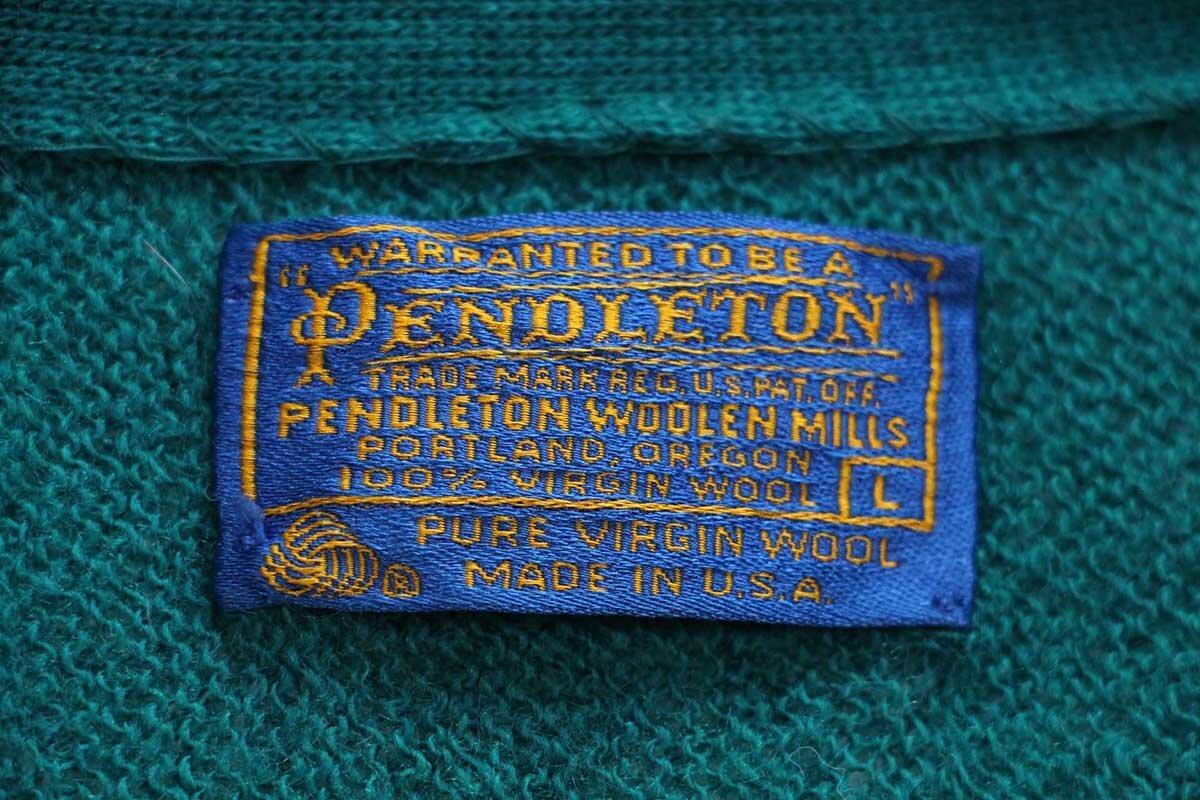 WARRANTED TO BE A
"PENDLETON"
TRADE MARK REG. U.S. PAT. OFF.
PENDLETON WOOLEN MILLS
PORTLAND, OREGON
100% VIRGIN WOOL L
PURE VIRGIN WOOL
® MADE IN U.S.A.